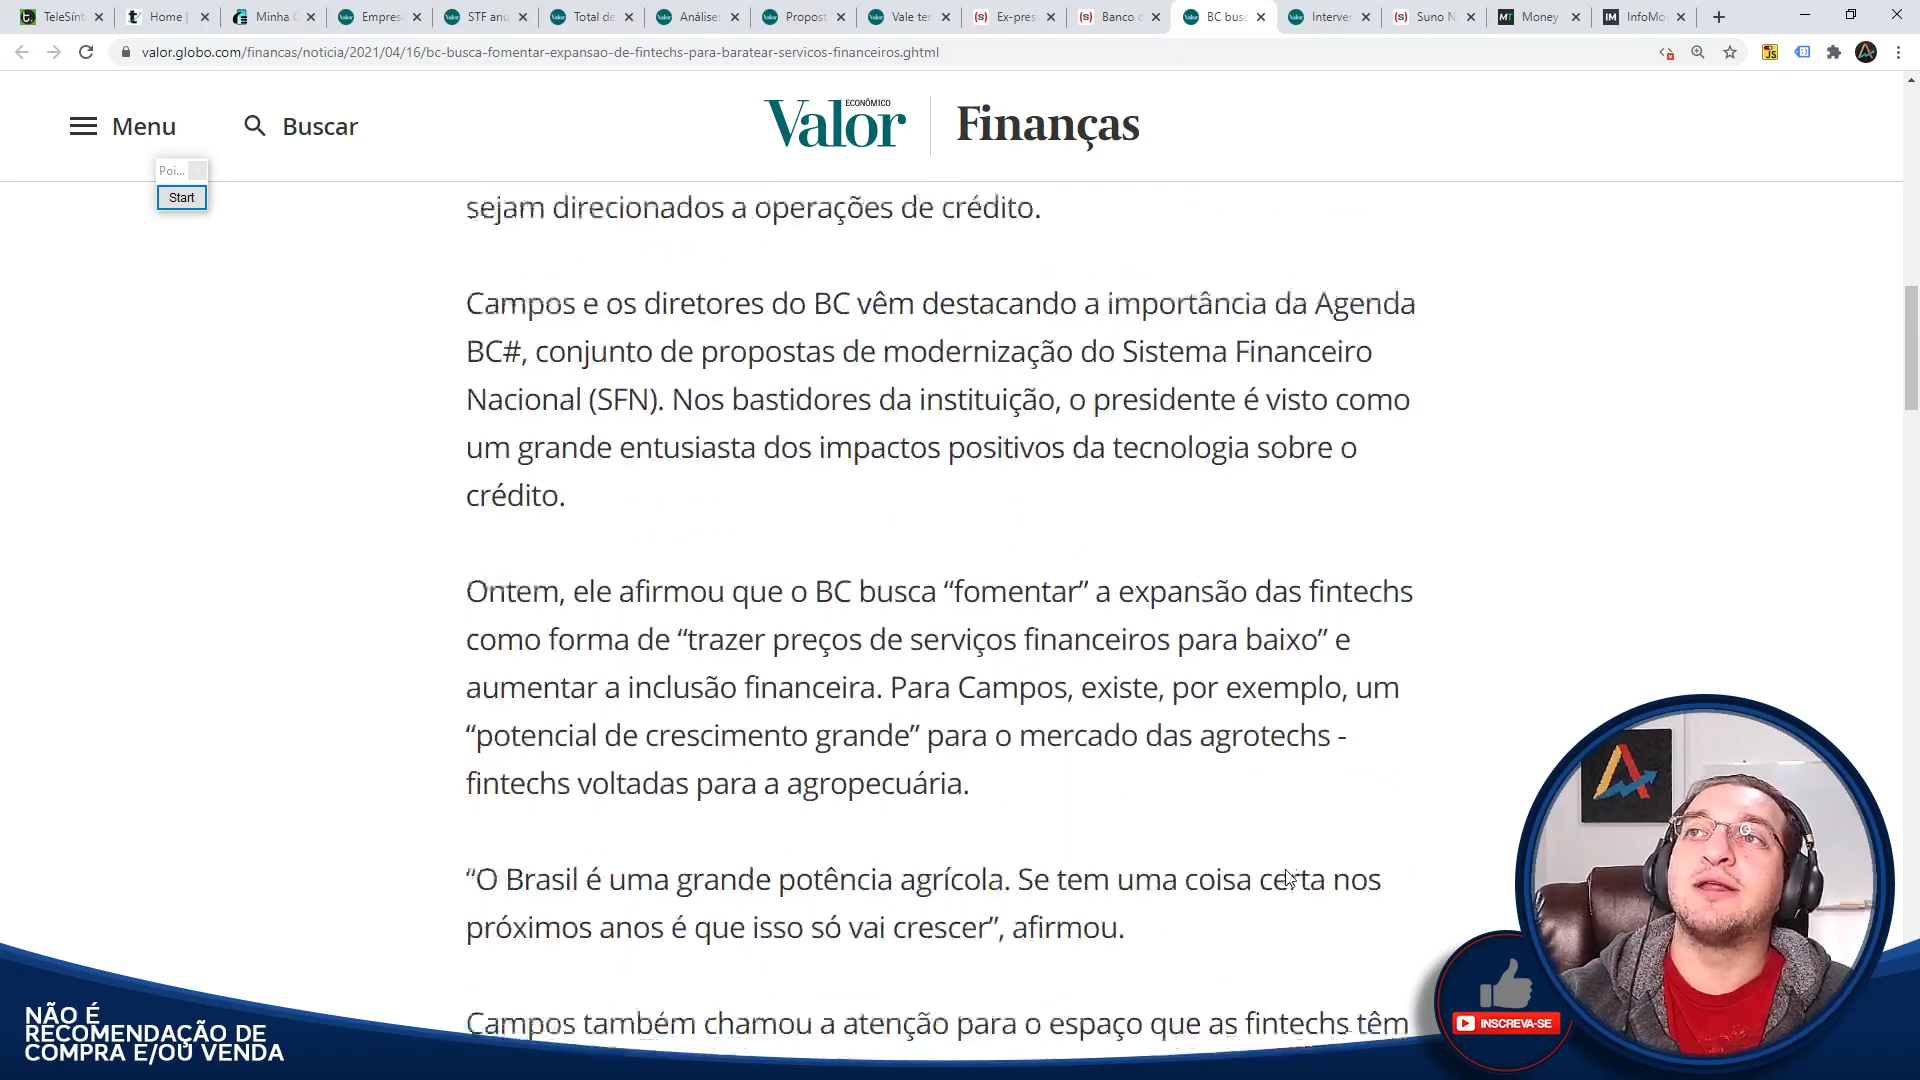 TeleSínt
Home |
Minha C
Empres
STF anu
Total de
Análise:
Propost
Vale ter
Ex-pres
Banco c
BC busc
Interver
Suno N
Money
InfoMo
valor.globo.com/financas/noticia/2021/04/16/bc-busca-fomentar-expansao-de-fintechs-para-baratear-servicos-financeiros.ghtml
Menu
Buscar
Valor ECONÔMICO
Finanças
Poi...
Start
sejam direcionados a operações de crédito.
Campos e os diretores do BC vêm destacando a importância da Agenda
BC#, conjunto de propostas de modernização do Sistema Financeiro
Nacional (SFN). Nos bastidores da instituição, o presidente é visto como
um grande entusiasta dos impactos positivos da tecnologia sobre o
crédito.
Ontem, ele afirmou que o BC busca “fomentar” a expansão das fintechs
como forma de “trazer preços de serviços financeiros para baixo” e
aumentar a inclusão financeira. Para Campos, existe, por exemplo, um
“potencial de crescimento grande” para o mercado das agrotechs -
fintechs voltadas para a agropecuária.
“O Brasil é uma grande potência agrícola. Se tem uma coisa certa nos
próximos anos é que isso só vai crescer”, afirmou.
Campos também chamou a atenção para o espaço que as fintechs têm
NÃO É
RECOMENDAÇÃO DE
COMPRA E/OU VENDA
INSCREVA-SE